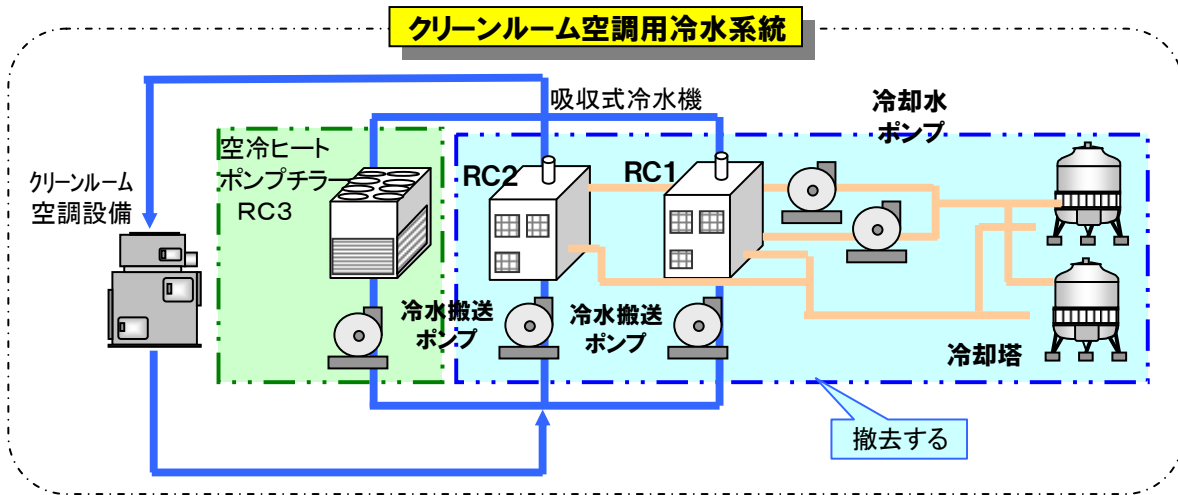 クリーンルーム空調用冷水系統
吸収式冷水機
冷却水
ポンプ
空冷ヒート
ポンプチラー
RC3
RC2
RC1
クリーンルーム
空調設備
冷水搬送
ポンプ
冷水搬送
ポンプ
冷却塔
撤去する